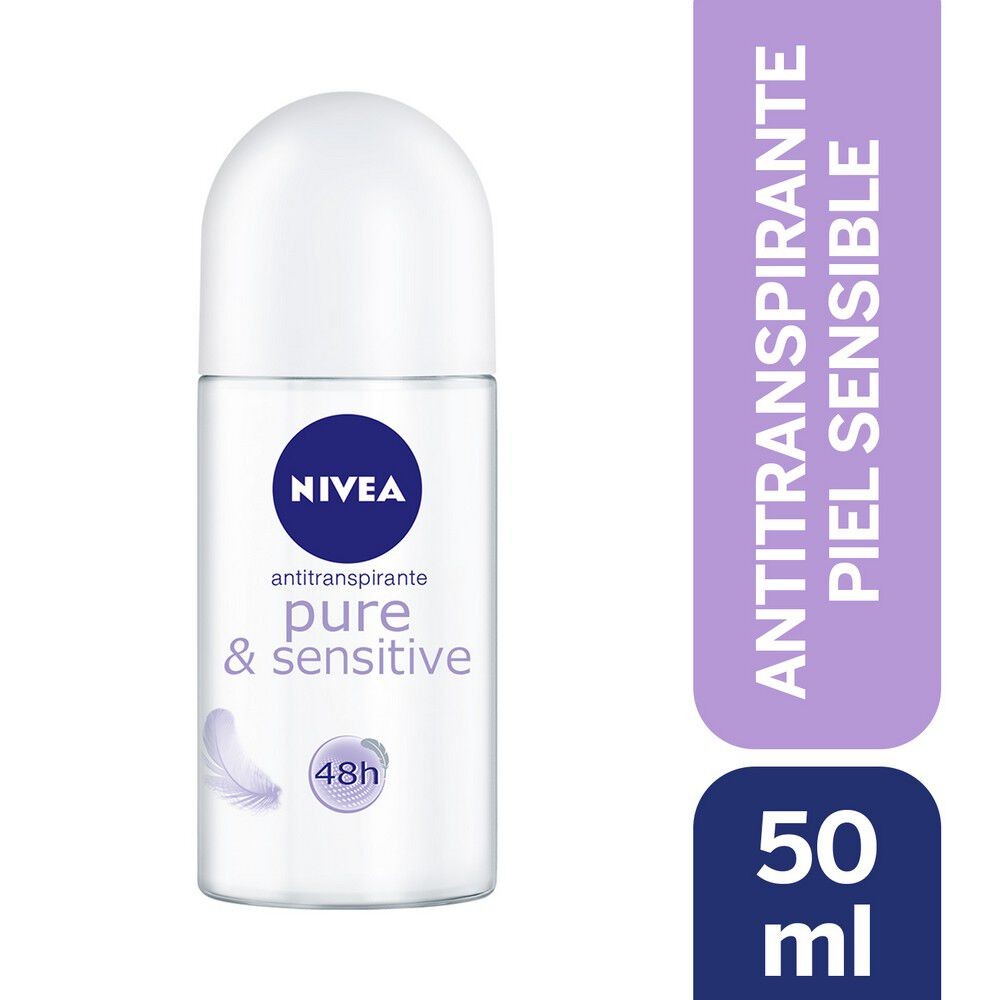 NIVEA
antitranspirante
pure
& sensitive
48h
ANTITRANSPIRANTE
PIEL SENSIBLE
50
ml